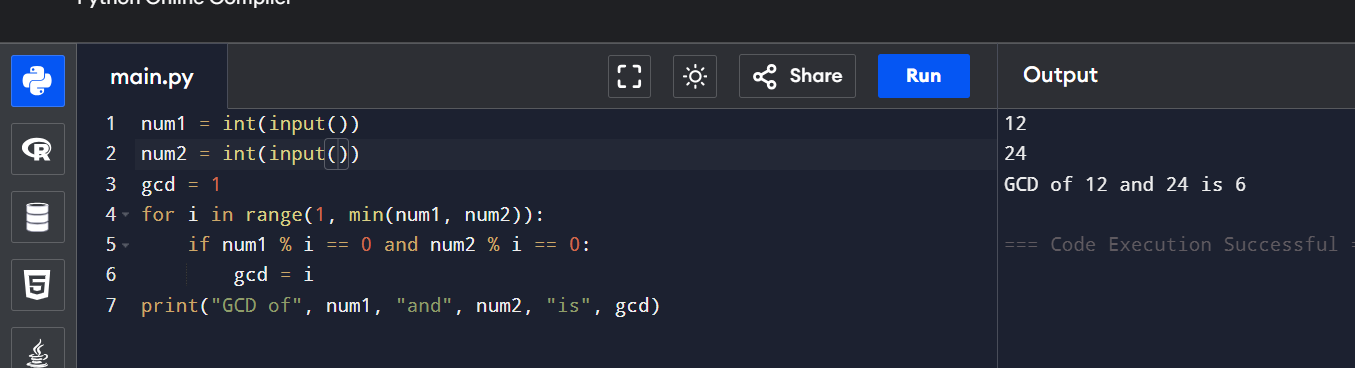 Python Online Compiler
main.py
Share
Run
Output
1 num1 = int(input())
2 num2 = int(input())
3 gcd = 1
4 for i in range(1, min(num1, num2)):
5     if num1 % i == 0 and num2 % i == 0:
6         gcd = i
7 print("GCD of", num1, "and", num2, "is", gcd)
12
24
GCD of 12 and 24 is 6
=== Code Execution Successful =
R
5